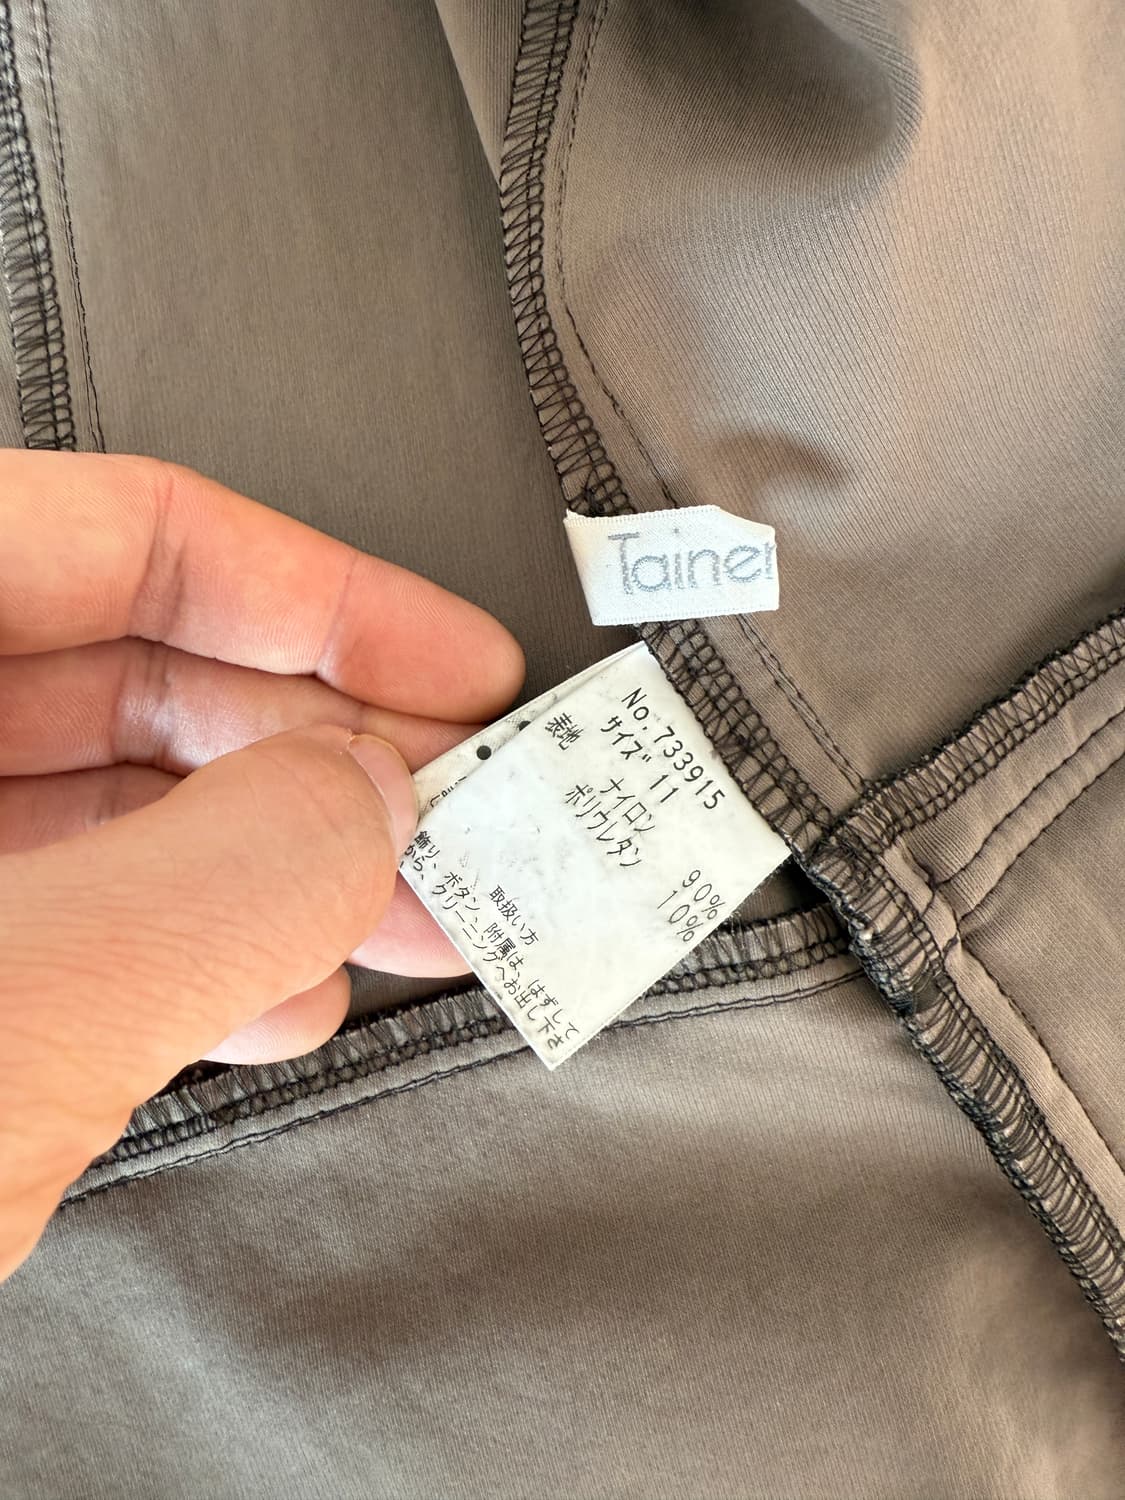 Tainer
No.733915
サイズ 11
表地
ナイロン 90%
ポリウレタン 10%
取扱い方
飾り、ボタン、附属は、はずして
から、クリーニングへお出し下さ